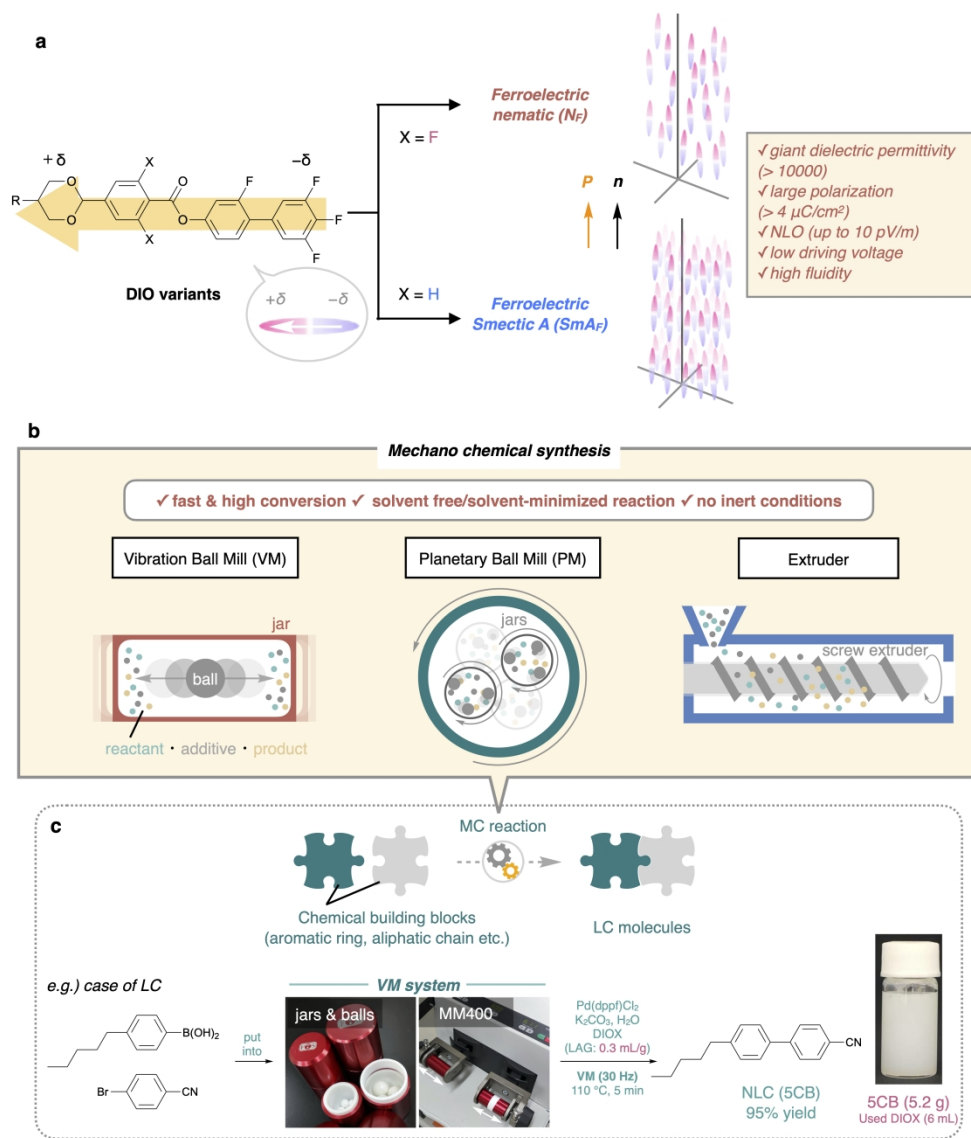 a
+ δ
−δ
X
X
R
O
O
O
O
F
F
F
F
DIO variants
+δ −δ
X = F
X = H
Ferroelectric
nematic (NF)
Ferroelectric
Smectic A (SmAF)
P n
✓giant dielectric permittivity
(> 10000)
✓large polarization
(> 4 μC/cm²)
✓NLO (up to 10 pV/m)
✓low driving voltage
✓high fluidity
b
Mechano chemical synthesis
✓ fast & high conversion ✓ solvent free/solvent-minimized reaction ✓ no inert conditions
Vibration Ball Mill (VM)
Planetary Ball Mill (PM)
Extruder
jar
ball
reactant・additive・product
jars
screw extruder
c
MC reaction
Chemical building blocks
(aromatic ring, aliphatic chain etc.)
LC molecules
e.g.) case of LC
B(OH)₂
Br
CN
put
into
VM system
jars & balls
MM400
Pd(dppf)Cl₂
K₂CO₃, H₂O
DIOX
(LAG: 0.3 mL/g)
VM (30 Hz)
110 °C, 5 min
CN
NLC (5CB)
95% yield
5CB (5.2 g)
Used DIOX (6 mL)